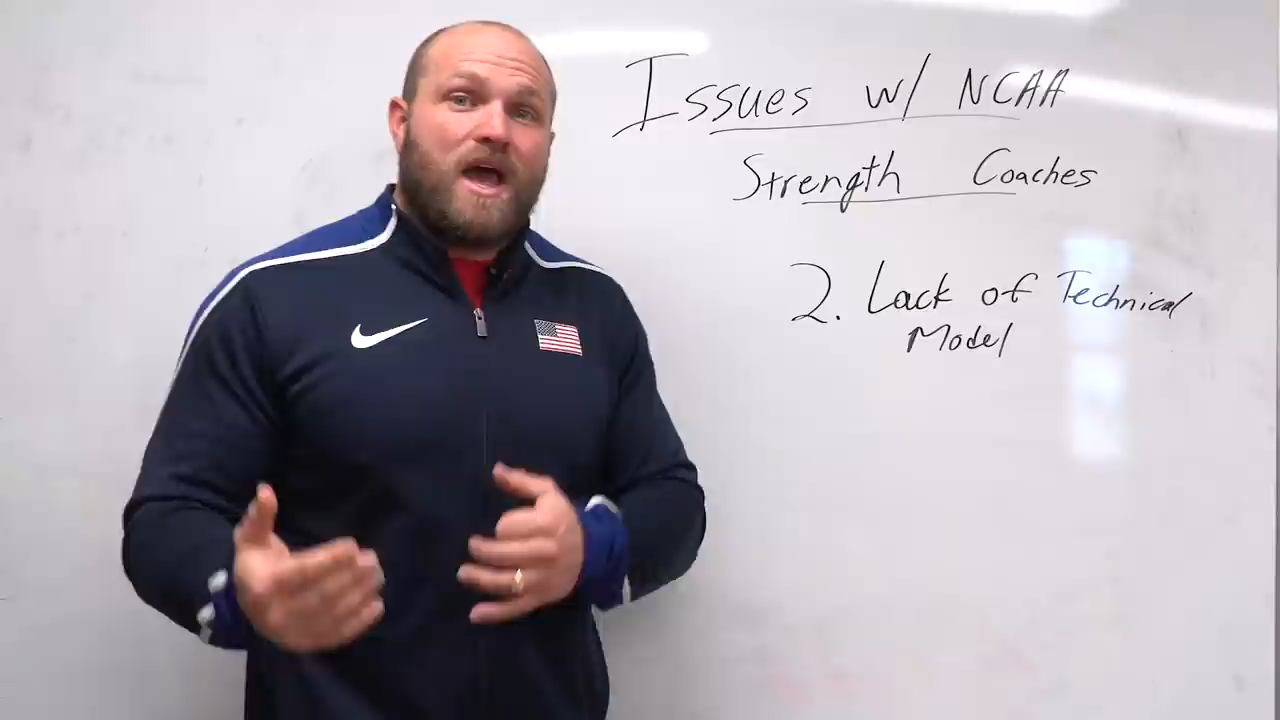 Issues w/ NCAA
Strength Coaches
2. Lack of Technical
Model